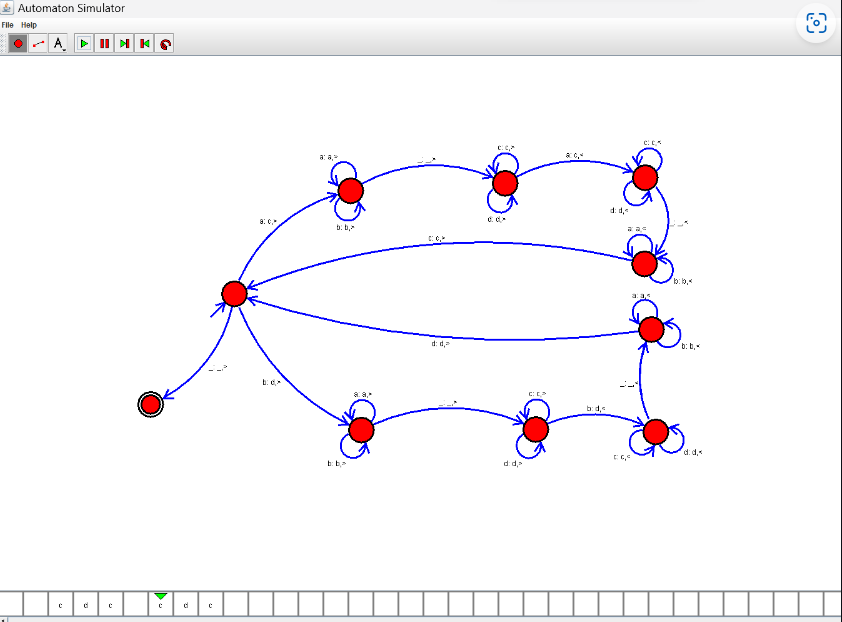 Automaton Simulator
File Help
A
a: a,>
_: _,>
c: c,>
a: c,>
c: c,<
a: c,>
b: b,>
d: d,>
d: d,<
_: _,<
a: a,<
c: c,>
b: b,<
a: a,<
d: d,>
b: b,<
_: _,>
b: d,>
_: _,<
a: a,>
_: _,>
c: c,>
b: d,<
b: b,>
d: d,>
c: c,<
d: d,<
c d c c d c